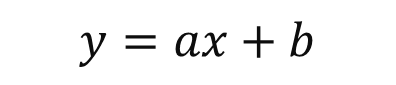 y = ax + b